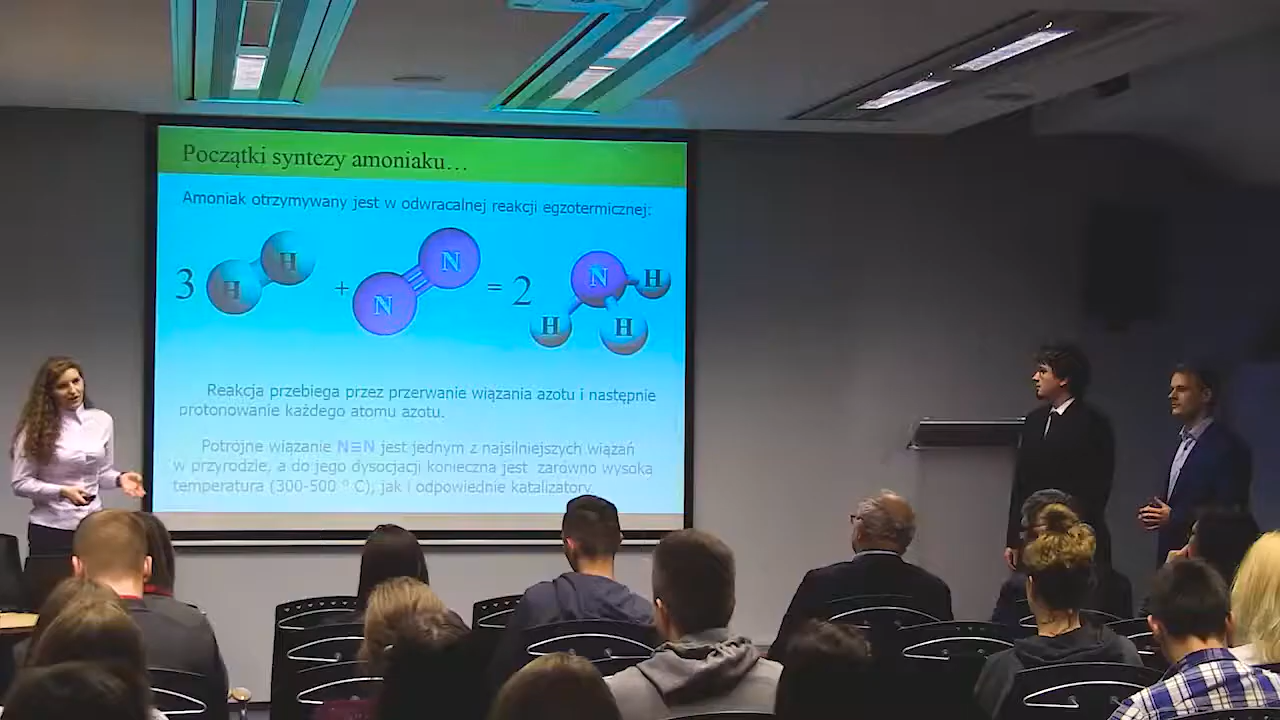 Początki syntezy amoniaku...
Amoniak otrzymywany jest w odwracalnej reakcji egzotermicznej:
3 H H + N N = 2 N H H H
Reakcja przebiega przez przerwanie wiązania azotu i następnie
protonowanie każdego atomu azotu.
Potrójne wiązanie N≡N jest jednym z najsilniejszych wiązań
w przyrodzie, a do jego dysocjacji konieczna jest zarówno wysoka
temperatura (300-500 ° C), jak i odpowiednie katalizatory.